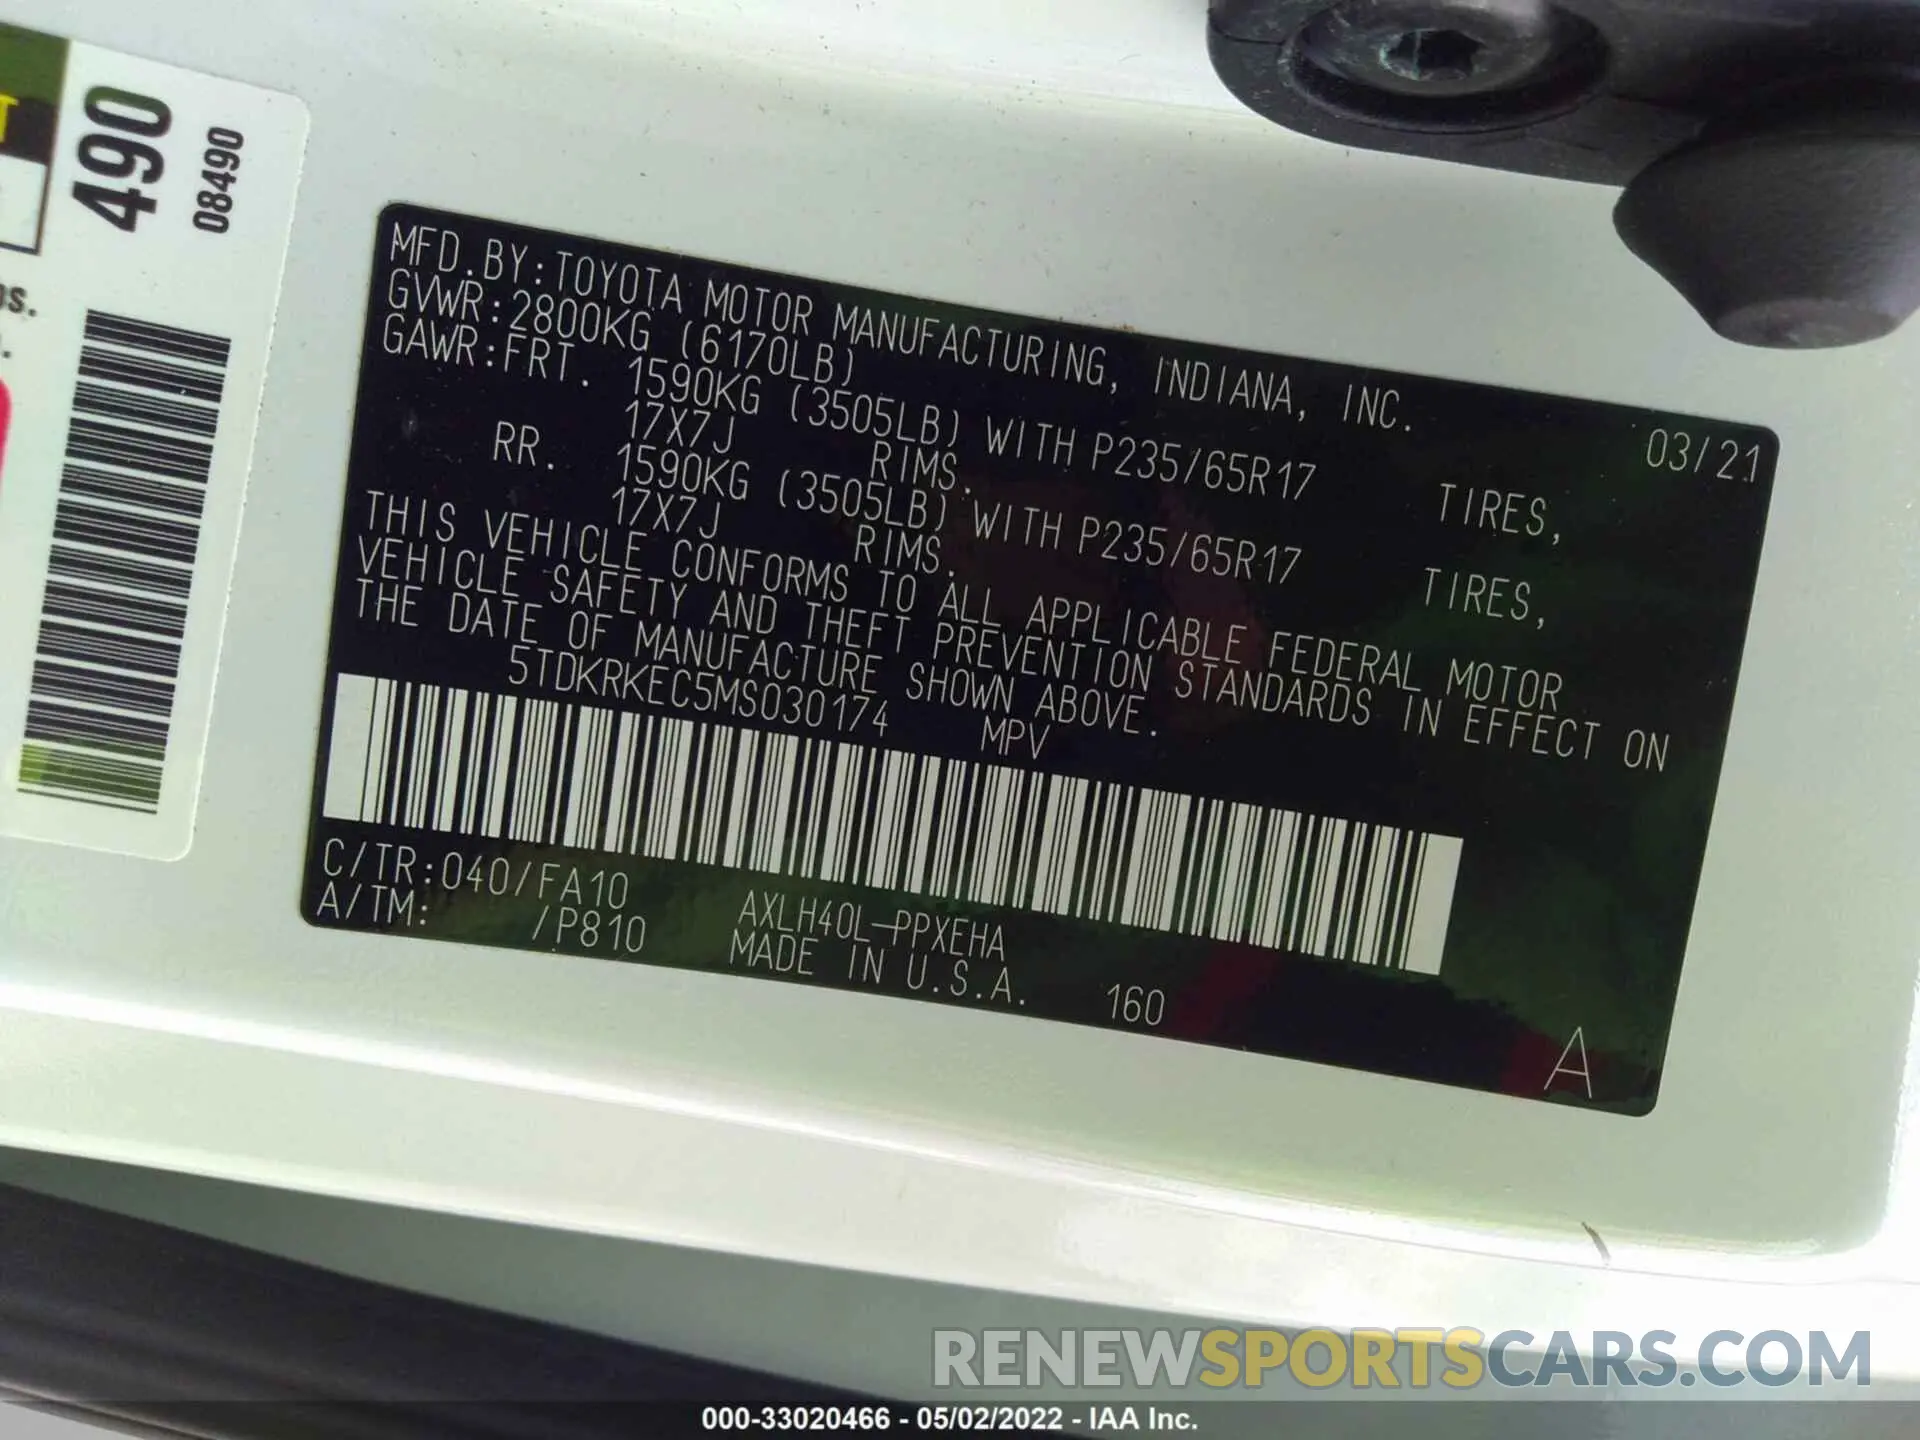 490
08490
MFD.BY:TOYOTA MOTOR MANUFACTURING, INDIANA, INC. 03/21
GVWR:2800KG (6170LB)
GAWR:FRT. 1590KG (3505LB) WITH P235/65R17 TIRES,
17X7J RIMS.
RR. 1590KG (3505LB) WITH P235/65R17 TIRES,
17X7J RIMS.
THIS VEHICLE CONFORMS TO ALL APPLICABLE FEDERAL MOTOR
VEHICLE SAFETY AND THEFT PREVENTION STANDARDS IN EFFECT ON
THE DATE OF MANUFACTURE SHOWN ABOVE.
5TDKRKEC5MS030174 MPV
C/TR:040/FA10 AXLH40L-PPXEHA
A/TM: /P810 MADE IN U.S.A. 160
A
RENEWSPORTSCARS.COM
000-33020466 - 05/02/2022 - IAA Inc.